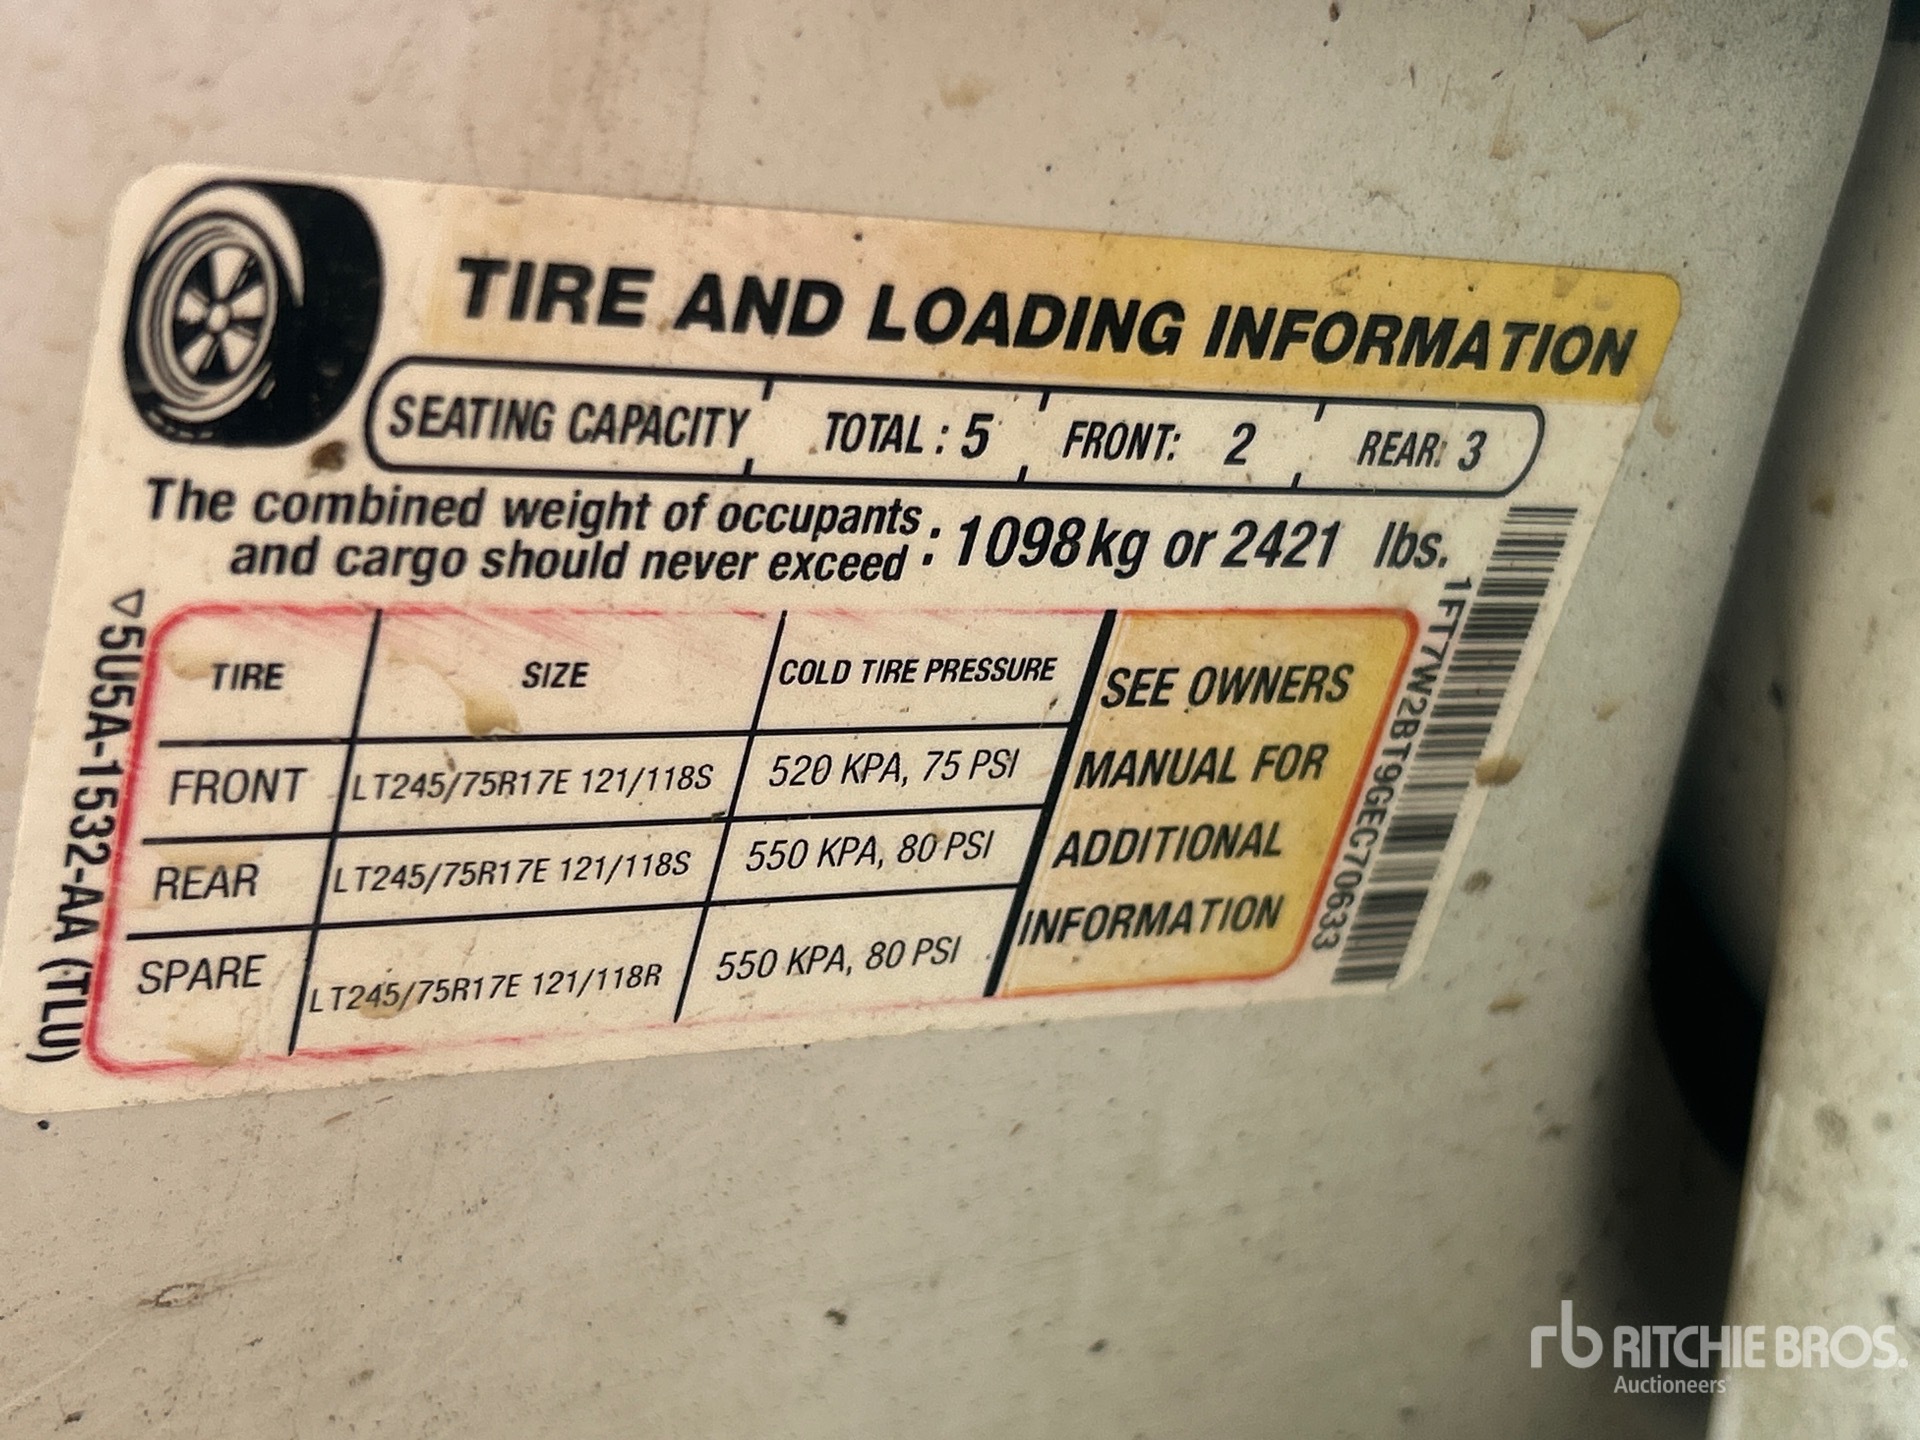 TIRE AND LOADING INFORMATION
SEATING CAPACITY TOTAL : 5 FRONT: 2 REAR: 3
The combined weight of occupants
and cargo should never exceed : 1098kg or 2421 lbs.
TIRE SIZE COLD TIRE PRESSURE
FRONT LT245/75R17E 121/118S 520 KPA, 75 PSI
REAR LT245/75R17E 121/118S 550 KPA, 80 PSI
SPARE LT245/75R17E 121/118R 550 KPA, 80 PSI
SEE OWNERS
MANUAL FOR
ADDITIONAL
INFORMATION
5U5A-1532-AA (TLU)
1FT7W2BT9GEC70633
rb RITCHIE BROS.
Auctioneers